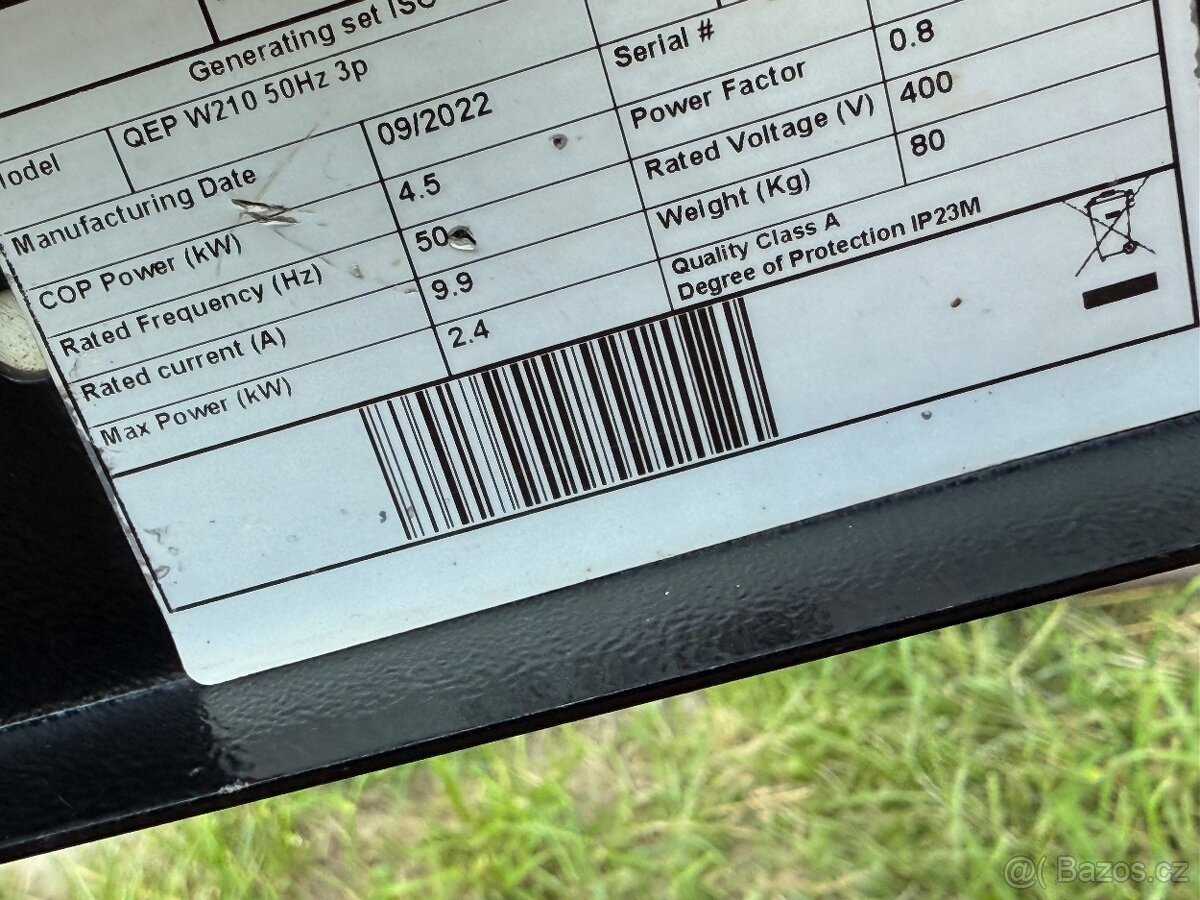 Generating set ISO
Model QEP W210 50Hz 3p Serial #
Manufacturing Date 09/2022 Power Factor 0.8
COP Power (kW) 4.5 Rated Voltage (V) 400
Rated Frequency (Hz) 50 Weight (Kg) 80
Rated current (A) 9.9 Quality Class A
Degree of Protection IP23M
Max Power (kW) 2.4
@( Bazos.cz